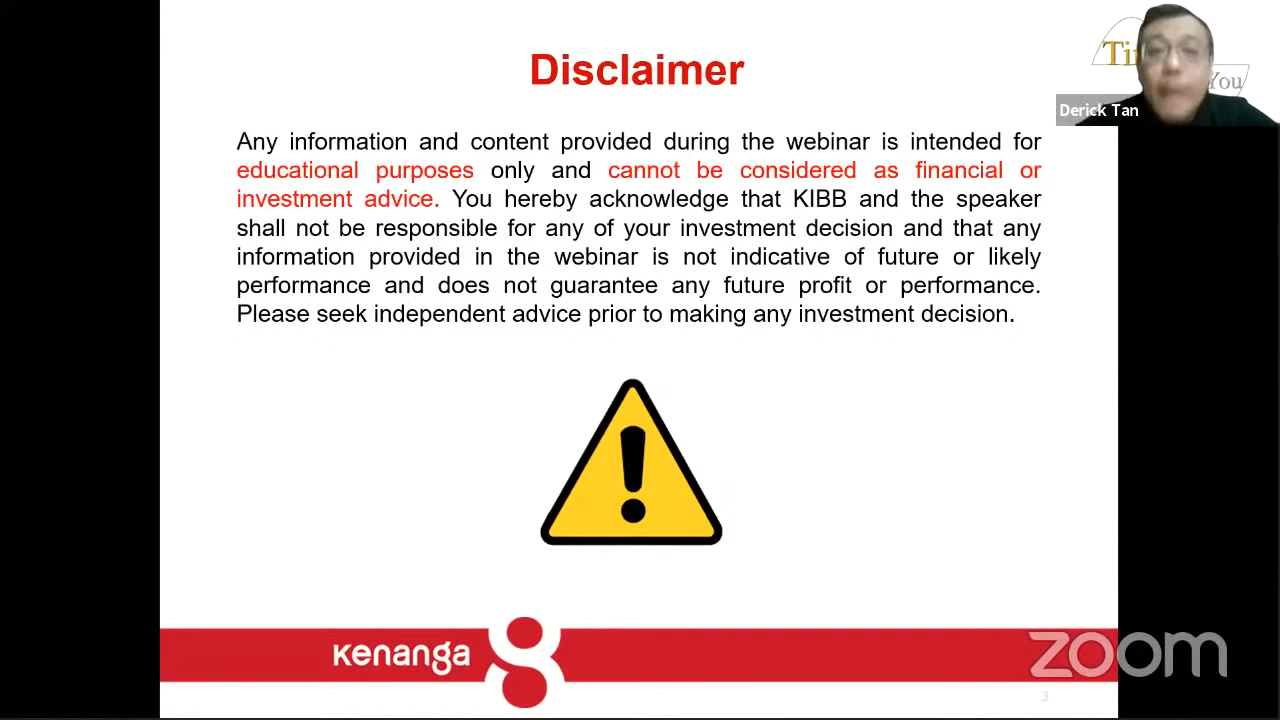 Disclaimer
Derick Tan
Any information and content provided during the webinar is intended for
educational purposes only and cannot be considered as financial or
investment advice. You hereby acknowledge that KIBB and the speaker
shall not be responsible for any of your investment decision and that any
information provided in the webinar is not indicative of future or likely
performance and does not guarantee any future profit or performance.
Please seek independent advice prior to making any investment decision.
kenanga
zoom
3